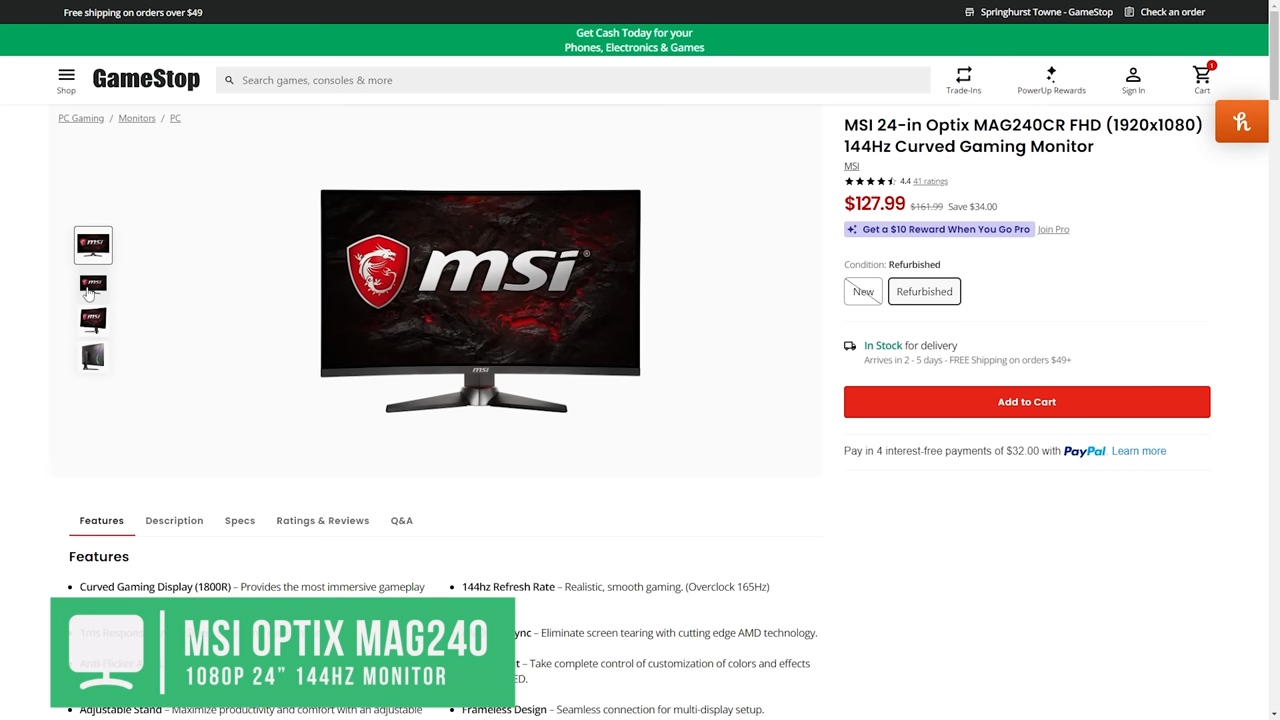 Free shipping on orders over $49
Springhurst Towne - GameStop
Check an order
Get Cash Today for your
Phones, Electronics & Games
Shop
GameStop
Search games, consoles & more
Trade-Ins
PowerUp Rewards
Sign In
1
Cart
PC Gaming / Monitors / PC
MSI 24-in Optix MAG240CR FHD (1920x1080)
144Hz Curved Gaming Monitor
MSI
4.4 41 ratings
$127.99 $161.99 Save $34.00
Get a $10 Reward When You Go Pro Join Pro
Condition: Refurbished
New
Refurbished
In Stock for delivery
Arrives in 2 - 5 days - FREE Shipping on orders $49+
Add to Cart
Pay in 4 interest-free payments of $32.00 with PayPal. Learn more
msi®
msi
Features
Description
Specs
Ratings & Reviews
Q&A
Features
• Curved Gaming Display (1800R) – Provides the most immersive gameplay
• 144hz Refresh Rate – Realistic, smooth gaming. (Overclock 165Hz)
ync – Eliminate screen tearing with cutting edge AMD technology.
t – Take complete control of customization of colors and effects
ED.
Adjustable Stand – Maximize productivity and comfort with an adjustable
• Frameless Design – Seamless connection for multi-display setup.
MSI OPTIX MAG240
1080P 24" 144HZ MONITOR